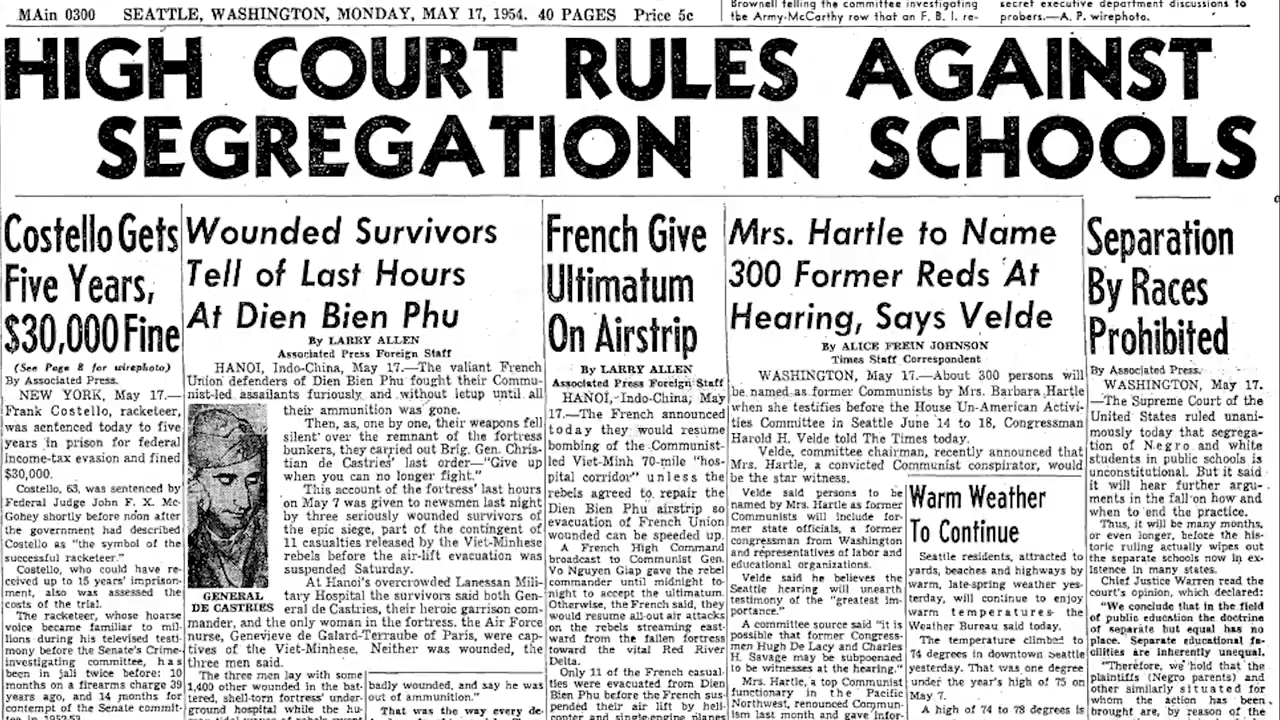 MAin 0300 SEATTLE, WASHINGTON, MONDAY, MAY 17, 1954. 40 PAGES Price 5c
Brownell telling the committee investigating
the Army-McCarthy row that an F. B. I. re-
secret executive department discussions to
probers.—A. P. wirephoto.
HIGH COURT RULES AGAINST
SEGREGATION IN SCHOOLS
Costello Gets
Five Years,
$30,000 Fine
(See Page 8 for wirephoto)
By Associated Press.
NEW YORK, May 17.—
Frank Costello, racketeer,
was sentenced today to five
years in prison for federal
income-tax evasion and fined
$30,000.
Costello, 63, was sentenced by
Federal Judge John F. X. Mc-
Gohey shortly before noon after
the government had described
Costello as "the symbol of the
successful racketeer."
Costello, who could have re-
ceived up to 15 years' imprison-
ment, also was assessed the
costs of the trial.
The racketeer, whose hoarse
voice became familiar to mil-
lions during his televised testi-
mony before the Senate's Crime-
investigating committee, has
been in jail twice before: 10
months on a firearms charge 39
years ago, and 14 months for
contempt of the Senate commit-
tee in 1952-53.
Wounded Survivors
Tell of Last Hours
At Dien Bien Phu
By LARRY ALLEN
Associated Press Foreign Staff
HANOI, Indo-China, May 17.—The valiant French
Union defenders of Dien Bien Phu fought their Commu-
nist-led assailants furiously and without letup until all
their ammunition was gone.
Then, as, one by one, their weapons fell
silent over the remnant of the fortress
bunkers, they carried out Brig. Gen. Chris-
tian de Castries' last order—"Give up
when you can no longer fight."
This account of the fortress' last hours
on May 7 was given to newsmen last night
by three seriously wounded survivors of
the epic siege, part of the contingent of
11 casualties released by the Viet-Minhese
rebels before the air-lift evacuation was
suspended Saturday.
At Hanoi's overcrowded Lanessan Mili-
tary Hospital the survivors said both Gen-
eral de Castries, their heroic garrison com-
mander, and the only woman in the fortress, the Air Force
nurse, Genevieve de Galard-Terraube of Paris, were cap-
tives of the Viet-Minhese. Neither was wounded, the
three men said.
GENERAL
DE CASTRIES
The three men lay with some
1,400 other wounded in the bat-
tered, shell-torn fortress' under-
ground hospital while the hu-
badly wounded, and say he was
out of ammunition."
That was the way every de-
French Give
Ultimatum
On Airstrip
By LARRY ALLEN
Associated Press Foreign Staff
HANOI, Indo-China, May
17.—The French announced
today they would resume
bombing of the Communist-
led Viet-Minh 70-mile "hos-
pital corridor" unless the
rebels agreed to repair the
Dien Bien Phu airstrip so
evacuation of French Union
wounded can be speeded up.
A French High Command
broadcast to Communist Gen.
Vo Nguyen Giap gave the rebel
commander until midnight to-
night to accept the ultimatum.
Otherwise, the French said, they
would resume all-out air attacks
on the rebels streaming east-
ward from the fallen fortress
toward the vital Red River
Delta.
Only 11 of the French casual-
ties were evacuated from Dien
Bien Phu before the French sus-
pended their air lift by heli-
copter and single-engine planes
Mrs. Hartle to Name
300 Former Reds At
Hearing, Says Velde
By ALICE FREIN JOHNSON
Times Staff Correspondent
WASHINGTON, May 17.—About 300 persons will
be named as former Communists by Mrs. Barbara Hartle
when she testifies before the House Un-American Activi-
ties Committee in Seattle June 14 to 18, Congressman
Harold H. Velde told The Times today.
Velde, committee chairman, recently announced that
Mrs. Hartle, a convicted Communist conspirator, would
be the star witness.
Velde said persons to be
named by Mrs. Hartle as former
Communists will include for-
mer state officials, a former
congressman from Washington
and representatives of labor and
educational organizations.
Velde said he believes the
Seattle hearing will unearth
testimony of the "greatest im-
portance."
A committee source said "it is
possible that former Congress-
men Hugh De Lacy and Charles
H. Savage may be subpoenaed
to be witnesses at the hearing."
Mrs. Hartle, a top Communist
functionary in the Pacific
Northwest, renounced Commun-
ism last month and gave infor-
Warm Weather
To Continue
Seattle residents, attracted to
yards, beaches and highways by
warm, late-spring weather yes-
terday, will continue to enjoy
warm temperatures the
Weather Bureau said today.
The temperature climbed to
74 degrees in downtown Seattle
yesterday. That was one degree
under the year's high of 75 on
May 7.
A high of 74 to 78 degrees is
Separation
By Races
Prohibited
By Associated Press.
WASHINGTON, May 17.
—The Supreme Court of the
United States ruled unani-
mously today that segrega-
tion of Negro and white
students in public schools is
unconstitutional. But it said
it will hear further argu-
ments in the fall on how and
when to end the practice.
Thus, it will be many months,
or even longer, before the his-
toric ruling actually wipes out
the separate schools now in ex-
istence in many states.
Chief Justice Warren read the
court's opinion, which declared:
"We conclude that in the field
of public education the doctrine
of separate but equal has no
place. Separate educational fa-
cilities are inherently unequal.
"Therefore, we hold that the
plaintiffs (Negro parents) and
other similarly situated for
whom the action has been
brought are, by reason of the